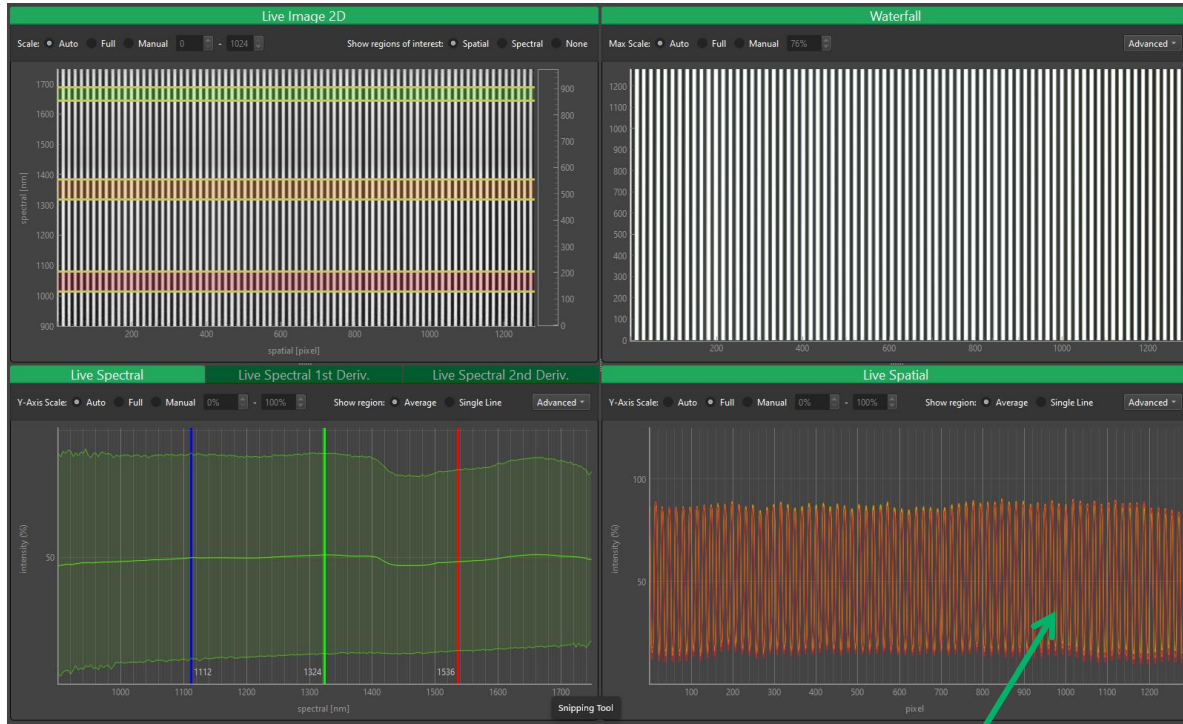 Live Image 2D
Scale: Auto Full Manual 0 - 1024 Show regions of interest: Spatial Spectral None
1700
1600
1500
1400
1300
1200
1100
1000
900
spectral [nm]
900
800
700
600
500
400
300
200
100
0
200 400 600 800 1000 1200
spatial [pixel]
Waterfall
Max Scale: Auto Full Manual 76% Advanced
1200
1100
1000
900
800
700
600
500
400
300
200
100
0
200 400 600 800 1000 1200
Live Spectral Live Spectral 1st Deriv. Live Spectral 2nd Deriv.
Y-Axis Scale: Auto Full Manual 0% - 100% Show region: Average Single Line Advanced
intensity (%)
50
1112 1324 1536
1000 1100 1200 1300 1400 1500 1600 1700
spectral [nm]
Snipping Tool
Live Spatial
Y-Axis Scale: Auto Full Manual 0% - 100% Show region: Average Single Line Advanced
100
intensity (%)
50
100 200 300 400 500 600 700 800 900 1000 1100 1200
pixel